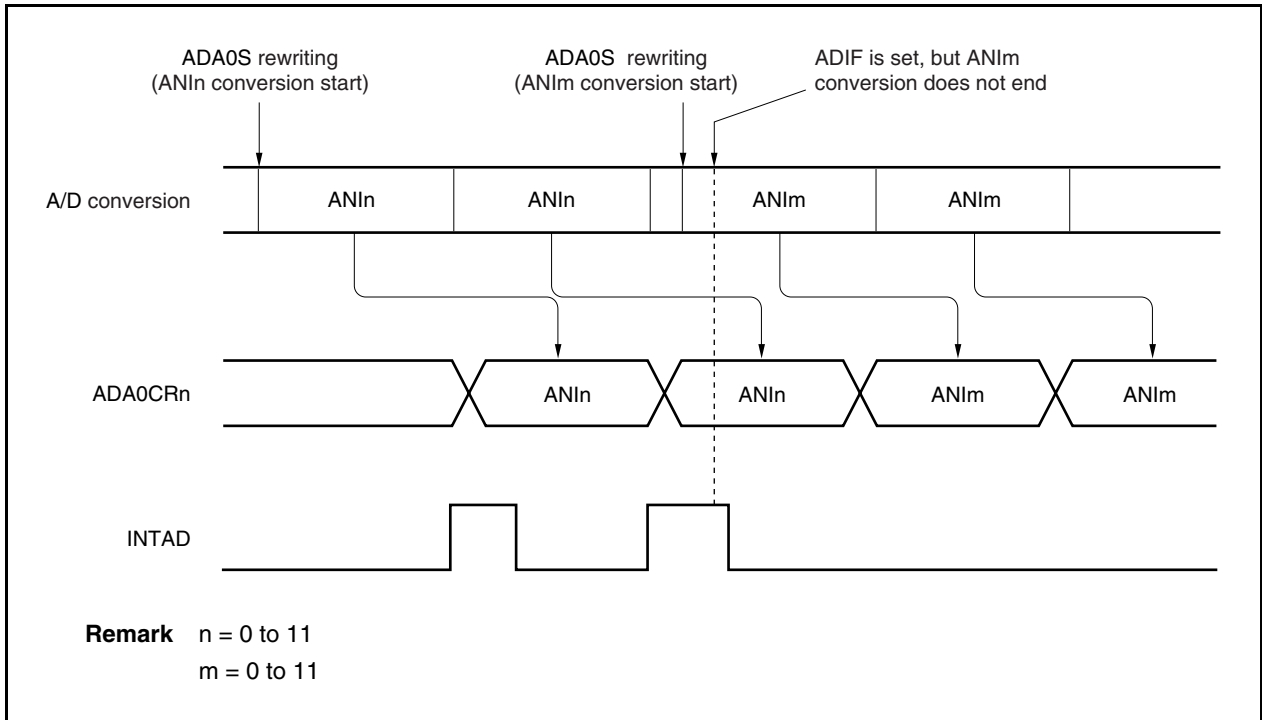 ADA0S rewriting
(ANIn conversion start)
ADA0S rewriting
(ANIm conversion start)
ADIF is set, but ANIm
conversion does not end
A/D conversion
ANIn
ANIn
ANIm
ANIm
ADA0CRn
ANIn
ANIn
ANIm
ANIm
INTAD
Remark n = 0 to 11
m = 0 to 11